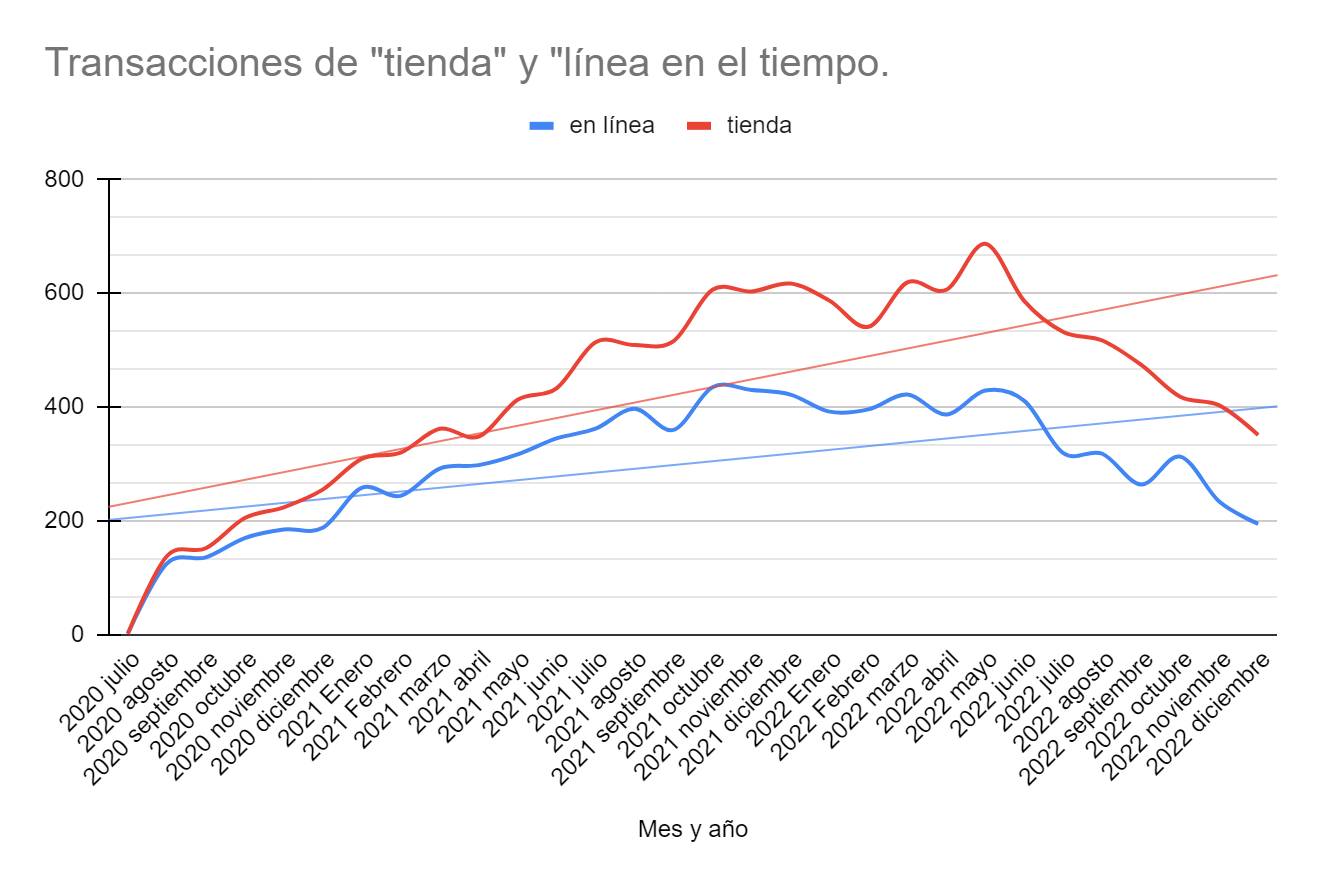 Transacciones de "tienda" y "línea en el tiempo.
en línea
tienda
800
600
400
200
0
2020 julio
2020 agosto
2020 septiembre
2020 octubre
2020 noviembre
2020 diciembre
2021 Enero
2021 Febrero
2021 marzo
2021 abril
2021 mayo
2021 junio
2021 julio
2021 agosto
2021 septiembre
2021 octubre
2021 noviembre
2021 diciembre
2022 Enero
2022 Febrero
2022 marzo
2022 abril
2022 mayo
2022 junio
2022 julio
2022 agosto
2022 septiembre
2022 octubre
2022 noviembre
2022 diciembre
Mes y año